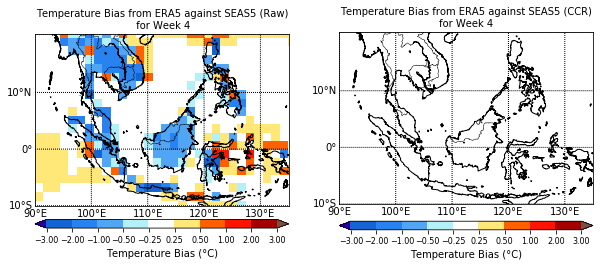 Temperature Bias from ERA5 against SEAS5 (Raw)
for Week 4
10°N
0°
10°S
90°E 100°E 110°E 120°E 130°E
−3.00 −2.00 −1.00 −0.50 −0.25 0.25 0.50 1.00 2.00 3.00
Temperature Bias (°C)
Temperature Bias from ERA5 against SEAS5 (CCR)
for Week 4
10°N
0°
10°S
90°E 100°E 110°E 120°E 130°E
−3.00 −2.00 −1.00 −0.50 −0.25 0.25 0.50 1.00 2.00 3.00
Temperature Bias (°C)